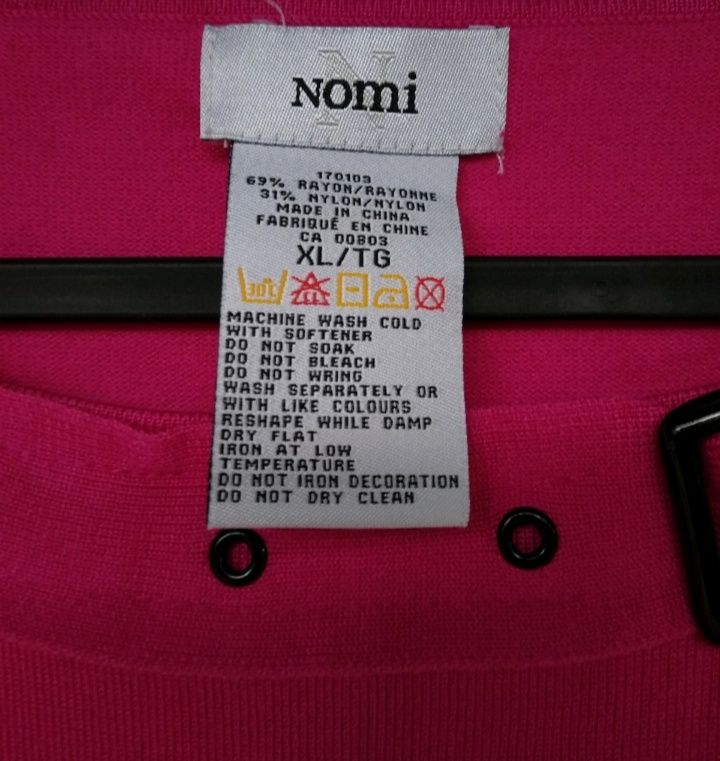 Nomi
170103
69% RAYON/RAYONNE
31% NYLON/NYLON
MADE IN CHINA
FABRIQUÉ EN CHINE
CA 00803
XL/TG
30°C CL
MACHINE WASH COLD
WITH SOFTENER
DO NOT SOAK
DO NOT BLEACH
DO NOT WRING
WASH SEPARATELY OR
WITH LIKE COLOURS
RESHAPE WHILE DAMP
DRY FLAT
IRON AT LOW
TEMPERATURE
DO NOT IRON DECORATION
DO NOT DRY CLEAN